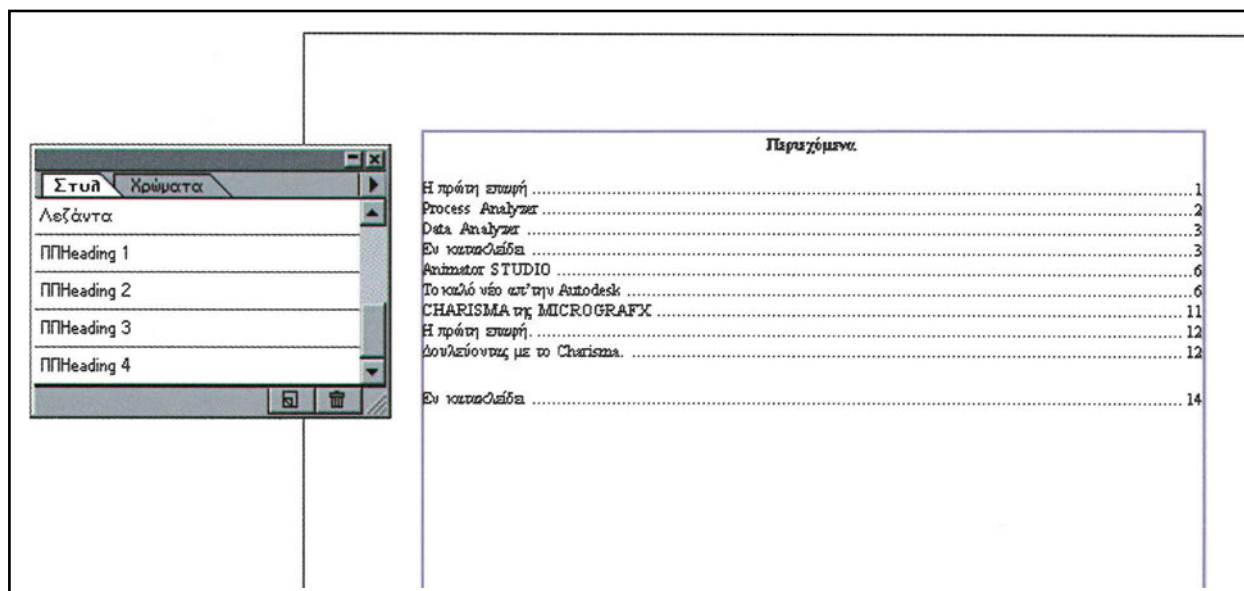 Στυλ Χρώματα
Λεζάντα
ΠΠHeading 1
ΠΠHeading 2
ΠΠHeading 3
ΠΠHeading 4
Περιεχόμενα
Η πρώτη επαφή ........ 1
Process Analyzer ........ 2
Data Analyzer ........ 3
Εν κατακλείδι ........ 3
Animator STUDIO ........ 6
Το καλό νέο απ'την Autodesk ........ 6
CHARISMA της MICROGRAFX ........ 11
Η πρώτη επαφή. ........ 12
Δουλεύοντας με το Charisma. ........ 12
Εν κατακλείδι ........ 14